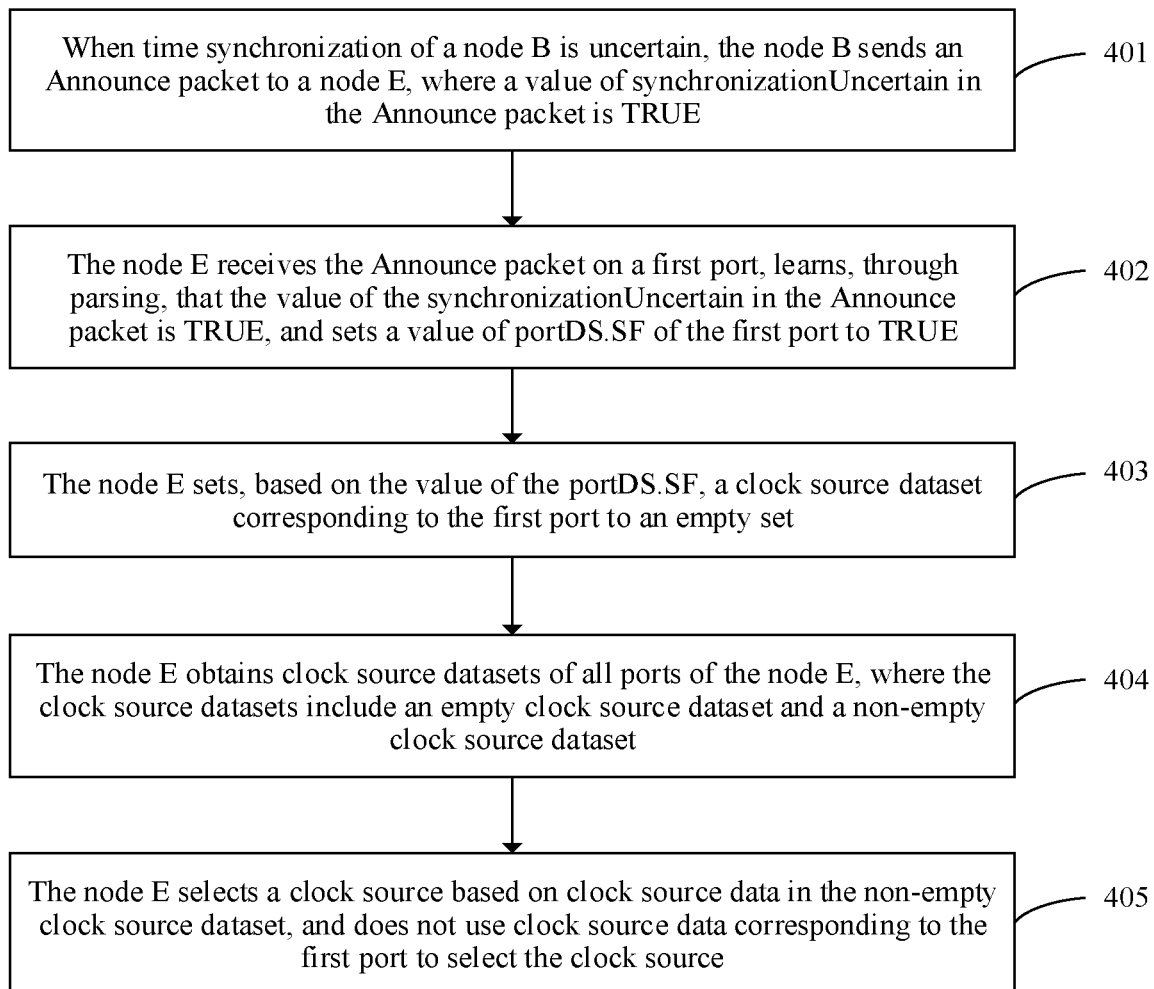 When time synchronization of a node B is uncertain, the node B sends an
Announce packet to a node E, where a value of synchronizationUncertain in
the Announce packet is TRUE
401
The node E receives the Announce packet on a first port, learns, through
parsing, that the value of the synchronizationUncertain in the Announce
packet is TRUE, and sets a value of portDS.SF of the first port to TRUE
402
The node E sets, based on the value of the portDS.SF, a clock source dataset
corresponding to the first port to an empty set
403
The node E obtains clock source datasets of all ports of the node E, where the
clock source datasets include an empty clock source dataset and a non-empty
clock source dataset
404
The node E selects a clock source based on clock source data in the non-empty
clock source dataset, and does not use clock source data corresponding to the
first port to select the clock source
405